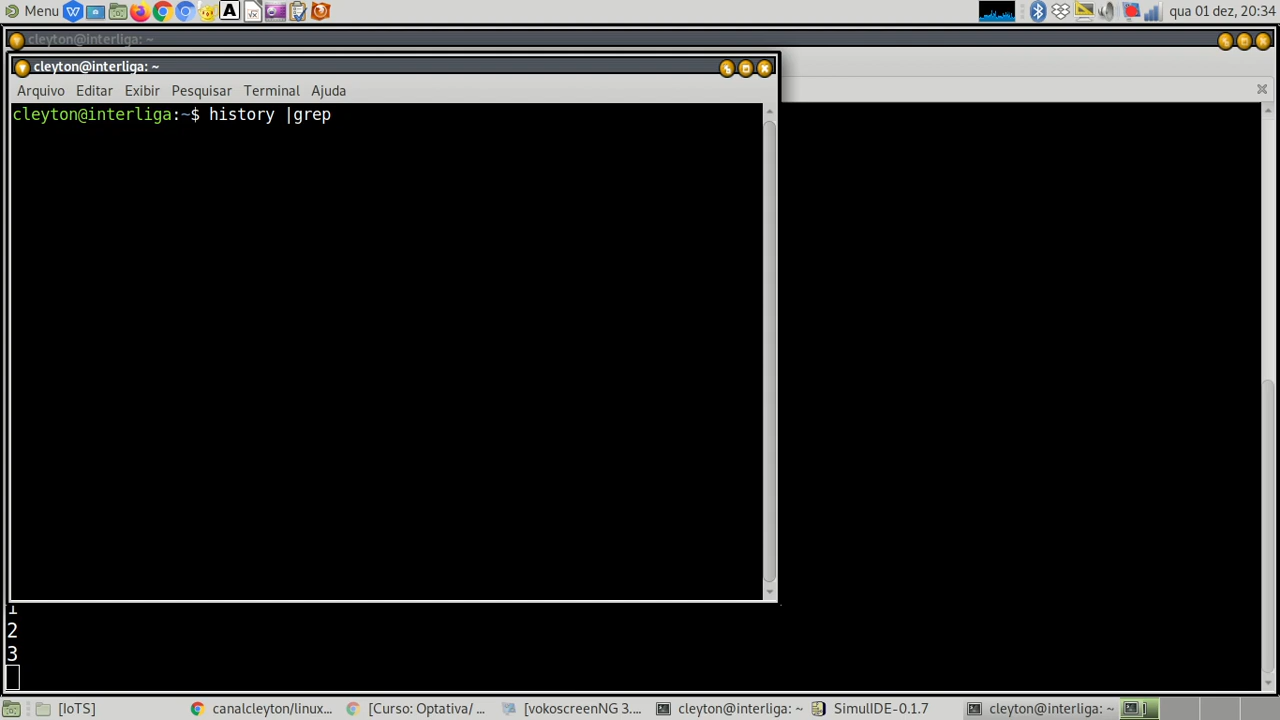 Menu
A
qua 01 dez, 20:34
cleyton@interliga: ~
cleyton@interliga: ~
Arquivo Editar Exibir Pesquisar Terminal Ajuda
cleyton@interliga:~$ history |grep
1
2
3
[IoTS]
canalcleyton/linux...
[Curso: Optativa/ ...
[vokoscreenNG 3....
cleyton@interliga: ~
SimulIDE-0.1.7
cleyton@interliga: ~